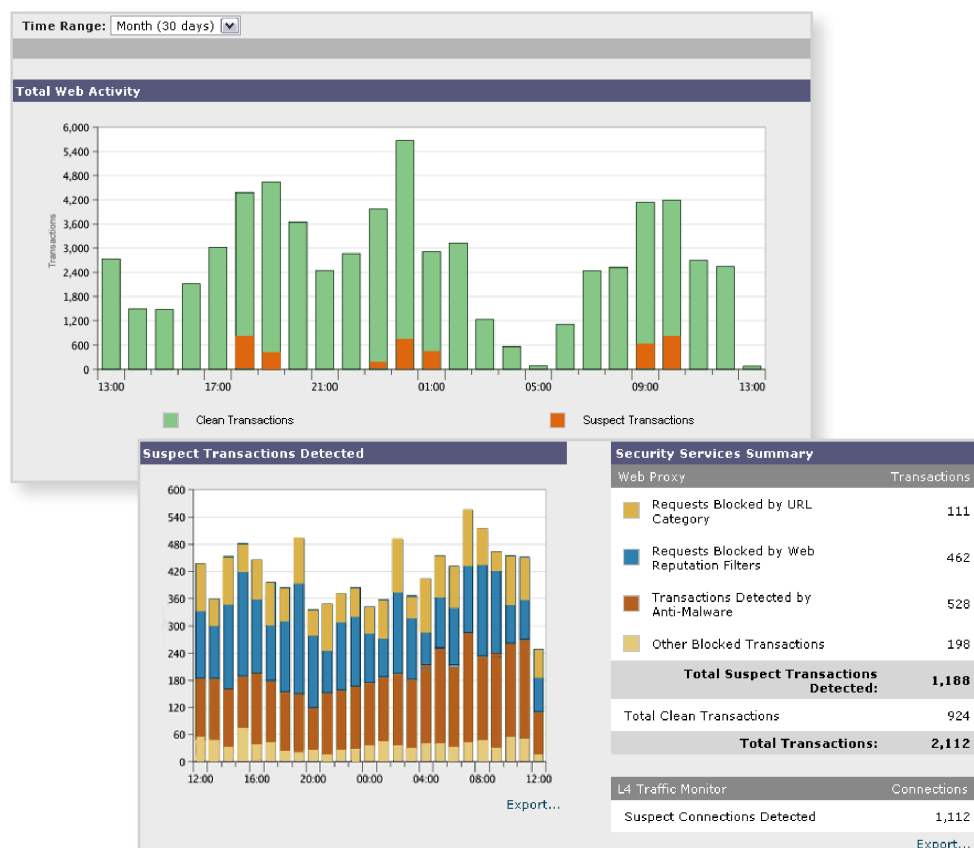 Time Range: Month (30 days)
Total Web Activity
6,000
5,400
4,800
4,200
3,600
3,000
2,400
1,800
1,200
600
0
Transactions
13:00 17:00 21:00 01:00 05:00 09:00 13:00
Clean Transactions Suspect Transactions
Suspect Transactions Detected
600
540
480
420
360
300
240
180
120
60
0
12:00 16:00 20:00 00:00 04:00 08:00 12:00
Export...
Security Services Summary
Web Proxy Transactions
Requests Blocked by URL
Category 111
Requests Blocked by Web
Reputation Filters 462
Transactions Detected by
Anti-Malware 528
Other Blocked Transactions 198
Total Suspect Transactions
Detected: 1,188
Total Clean Transactions 924
Total Transactions: 2,112
L4 Traffic Monitor Connections
Suspect Connections Detected 1,112
Export...